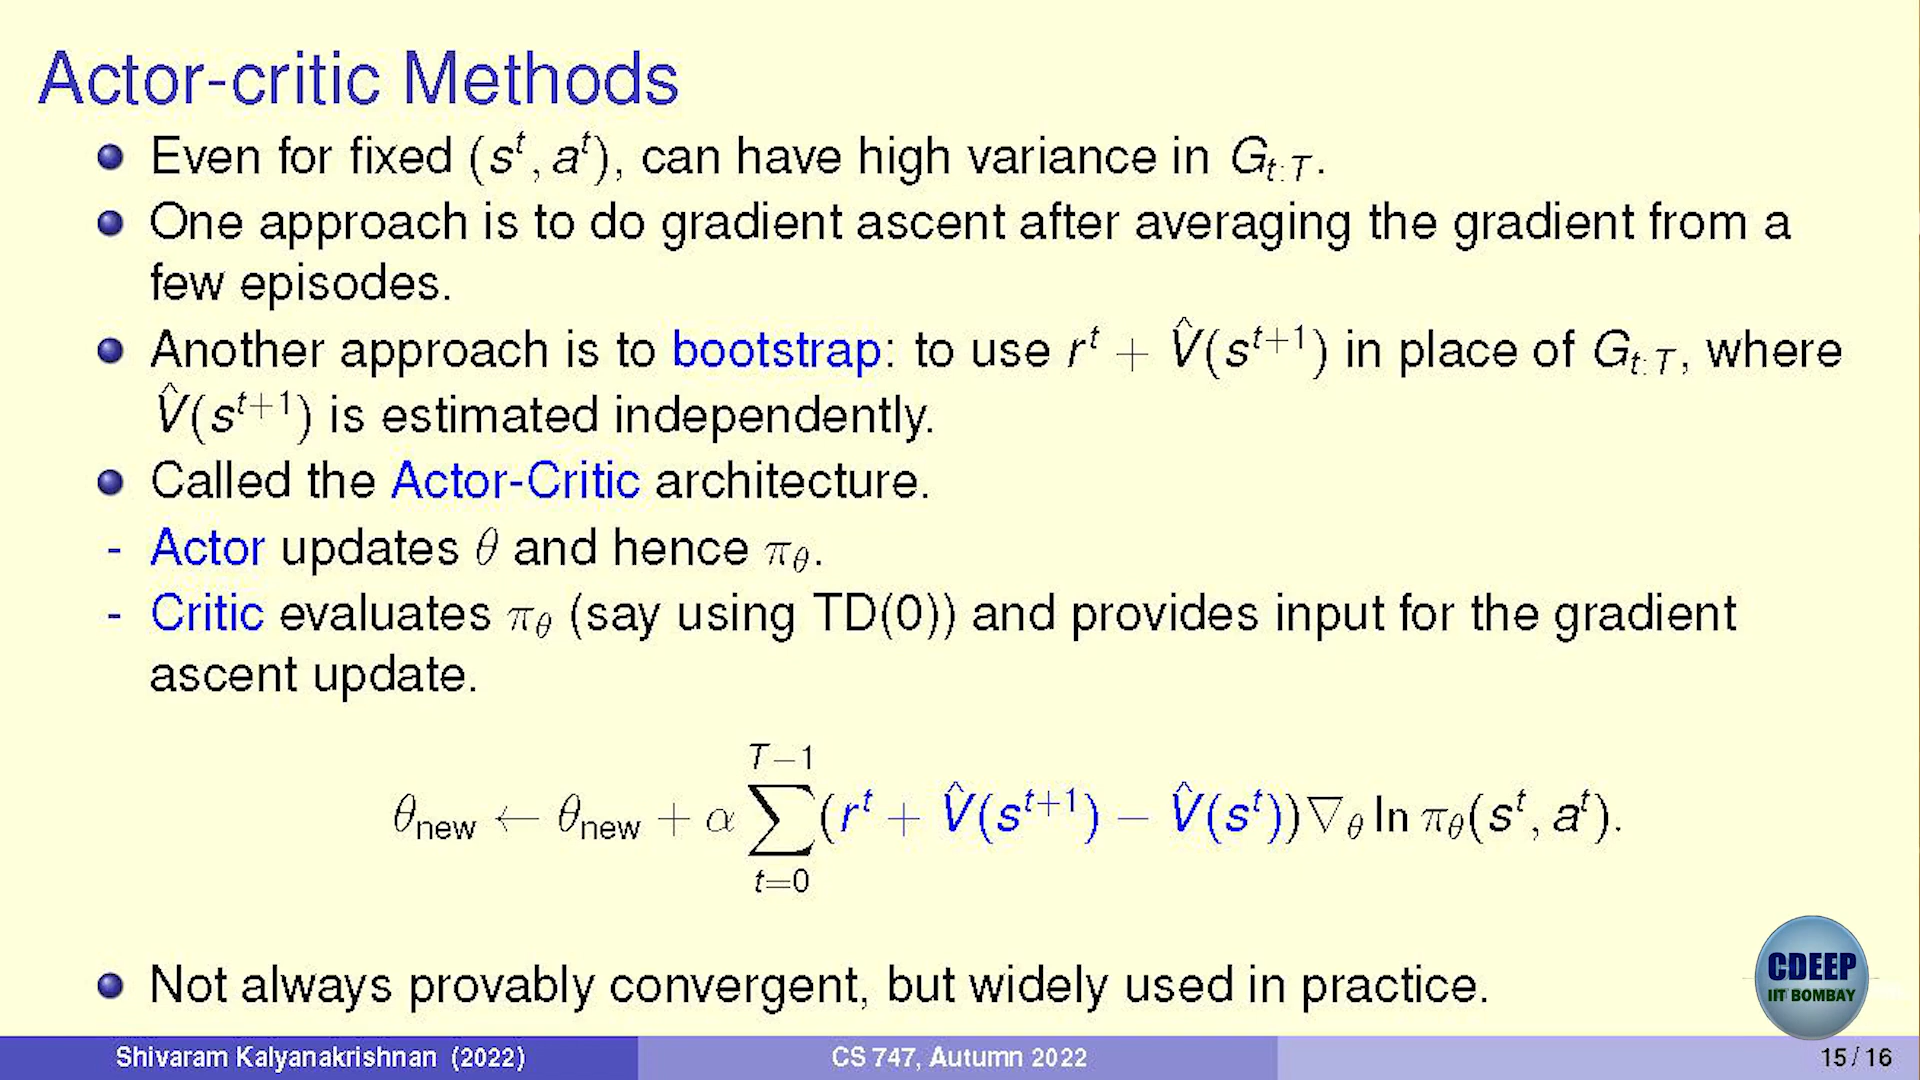 Actor-critic Methods
Even for fixed (s^t, a^t), can have high variance in G_{t:T}.
One approach is to do gradient ascent after averaging the gradient from a
few episodes.
Another approach is to bootstrap: to use r^t + V̂(s^{t+1}) in place of G_{t:T}, where
V̂(s^{t+1}) is estimated independently.
Called the Actor-Critic architecture.
- Actor updates θ and hence π_θ.
- Critic evaluates π_θ (say using TD(0)) and provides input for the gradient
ascent update.
θ_new ← θ_new + α ∑_{t=0}^{T−1} (r^t + V̂(s^{t+1}) − V̂(s^t))∇_θ ln π_θ(s^t, a^t).
Not always provably convergent, but widely used in practice.
CDEEP
IIT BOMBAY
Shivaram Kalyanakrishnan (2022) CS 747, Autumn 2022 15 / 16